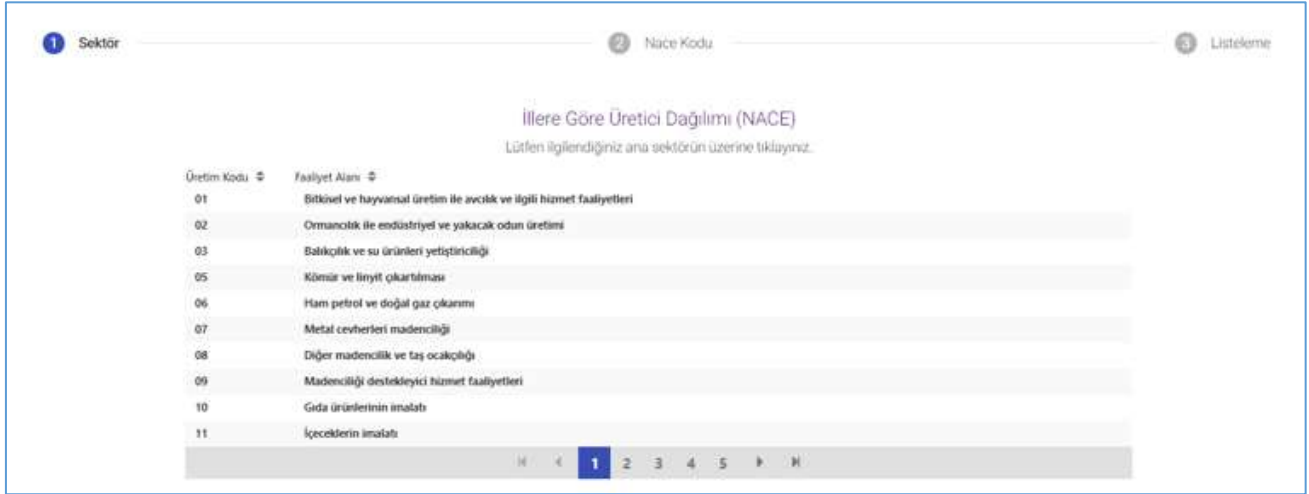 1 Sektör 2 Nace Kodu 3 Listeleme
İllere Göre Üretici Dağılımı (NACE)
Lütfen ilgilendiğiniz ana sektörün üzerine tıklayınız.
Üretim Kodu Faaliyet Alanı
01 Bitkisel ve hayvansal üretim ile avcılık ve ilgili hizmet faaliyetleri
02 Ormancılık ile endüstriyel ve yakacak odun üretimi
03 Balıkçılık ve su ürünleri yetiştiriciliği
05 Kömür ve linyit çıkartılması
06 Ham petrol ve doğal gaz çıkarımı
07 Metal cevherleri madenciliği
08 Diğer madencilik ve taş ocakçılığı
09 Madenciliği destekleyici hizmet faaliyetleri
10 Gıda ürünlerinin imalatı
11 İçeceklerin imalatı
1 2 3 4 5